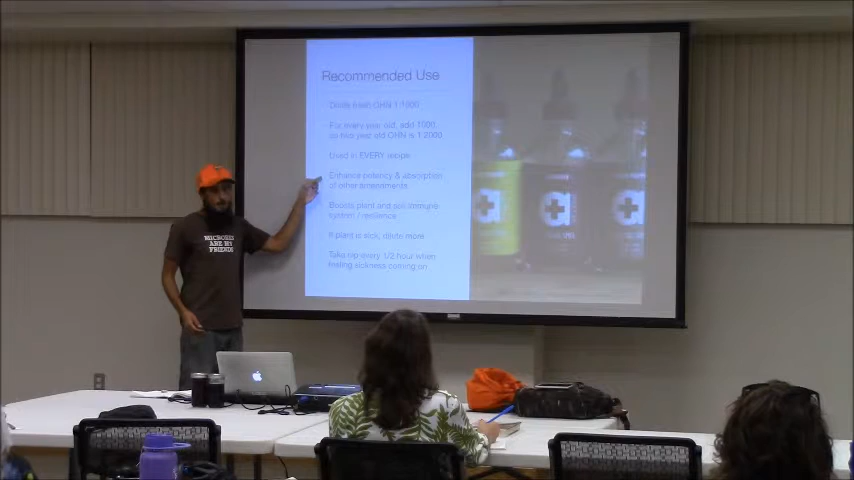 Recommended Use
Dilute fresh OHN 1:1000
For every year old, add 1000,
so two year old OHN is 1:2000
Used in EVERY recipe
Enhance potency & absorption
of other amendments
Boosts plant and soil immune
system / resilience
If plant is sick, dilute more
Take sip every 1/2 hour when
feeling sickness coming on
MICROBES
ARE MY
FRIENDS